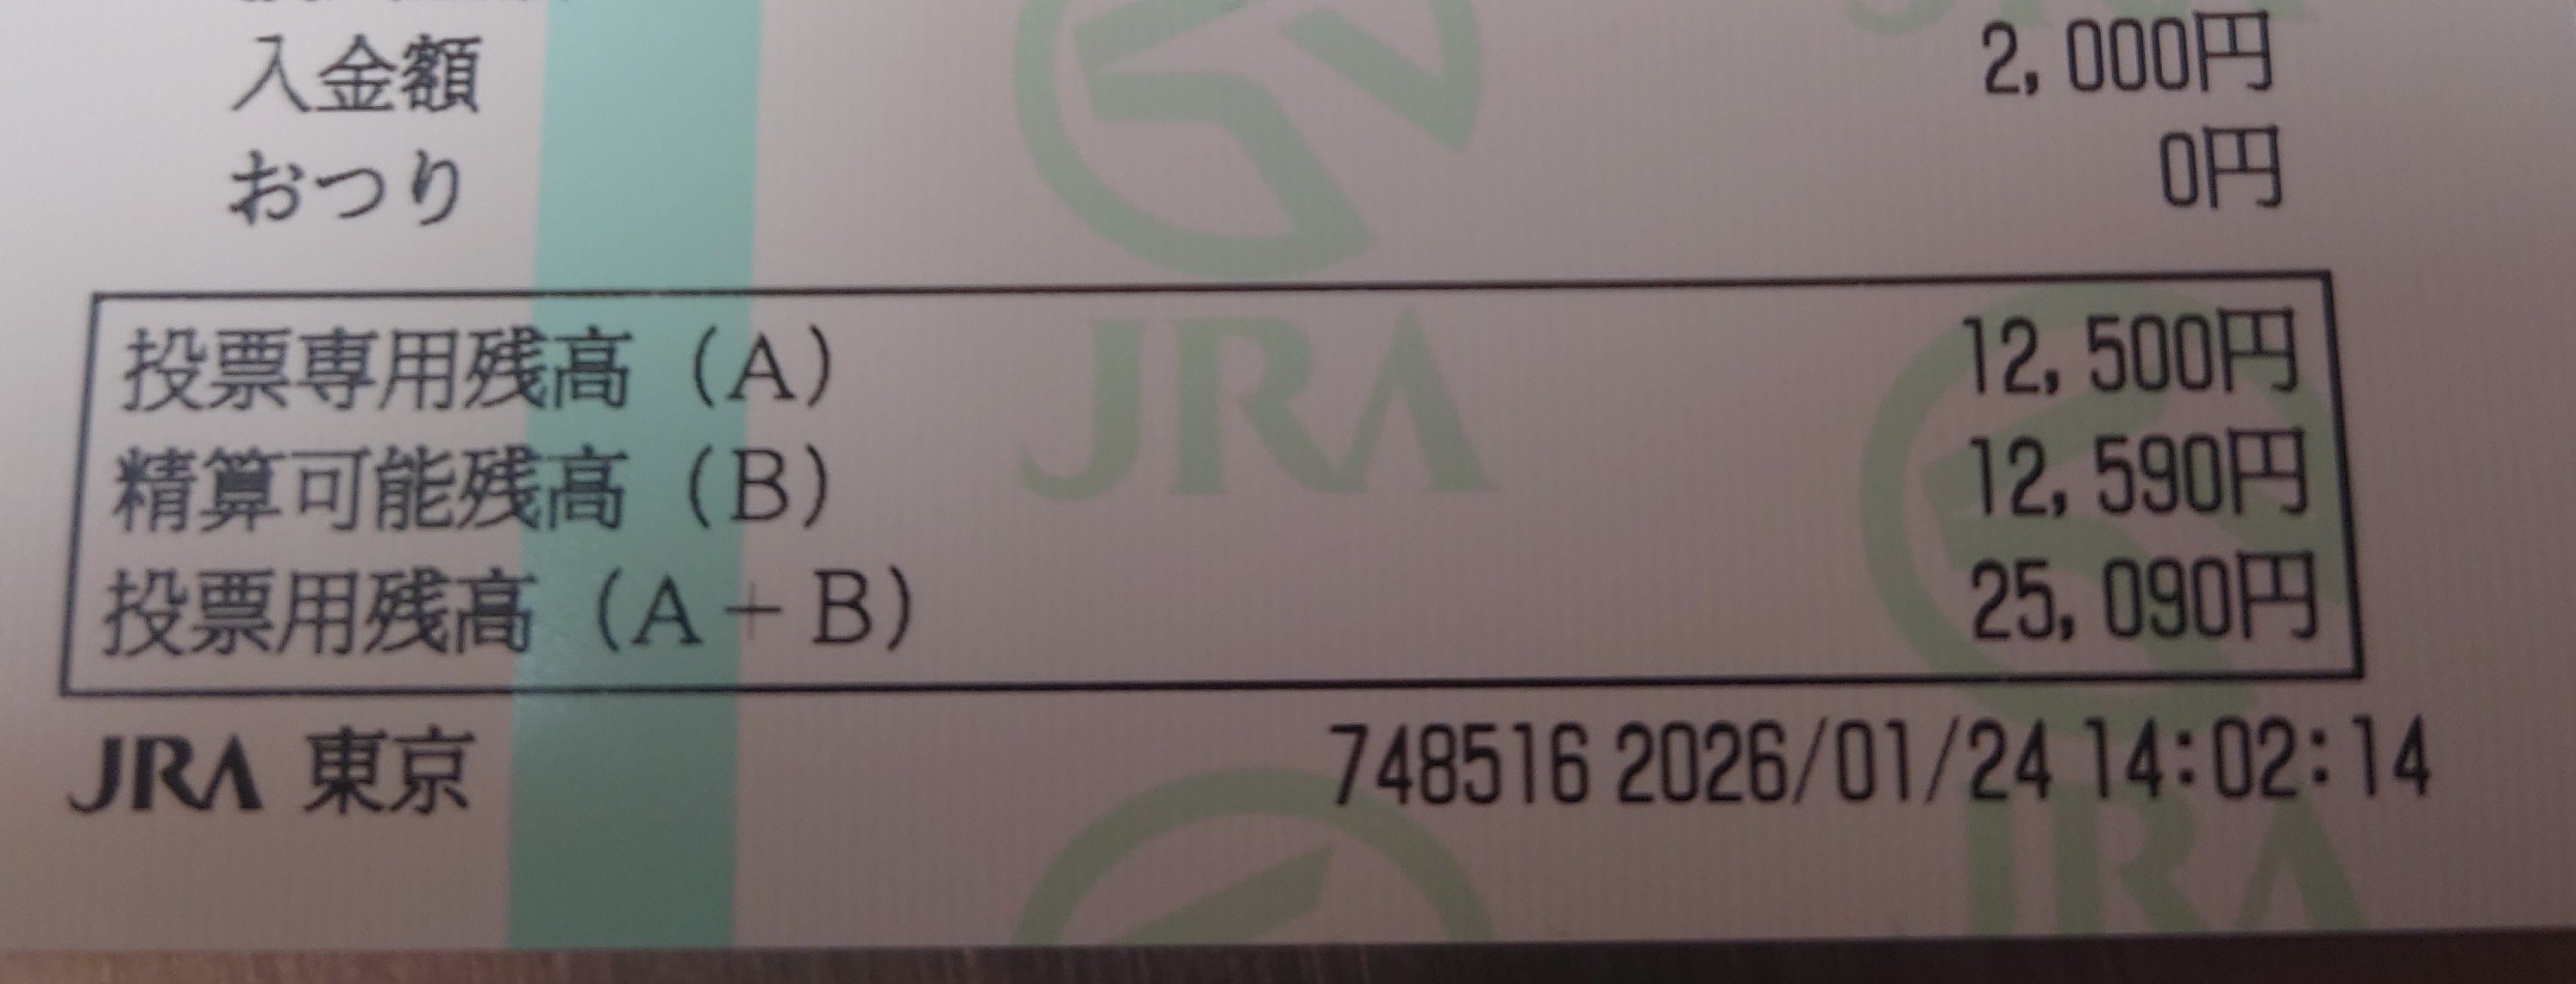 入金額 2,000円
おつり 0円
JRA
投票専用残高（A） 12,500円
精算可能残高（B） 12,590円
投票用残高（A＋B） 25,090円
JRA 東京 748516 2026/01/24 14:02:14
JRA